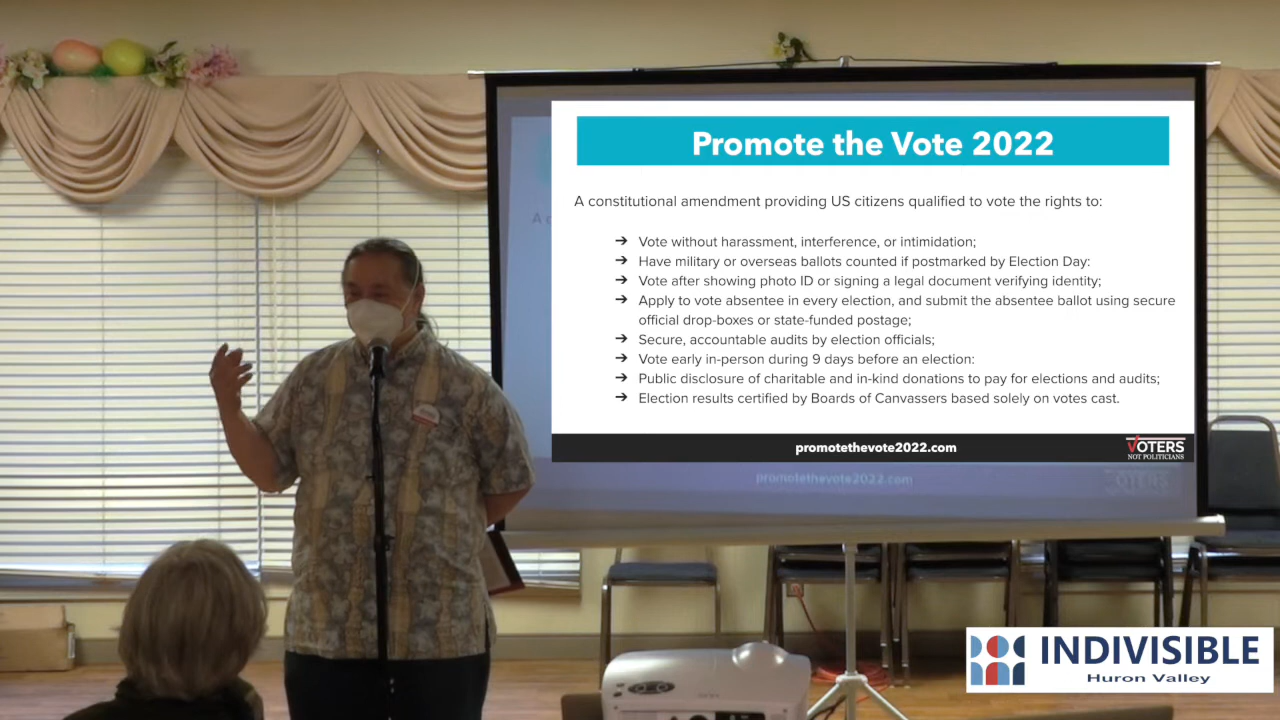 Promote the Vote 2022
A constitutional amendment providing US citizens qualified to vote the rights to:
➔ Vote without harassment, interference, or intimidation;
➔ Have military or overseas ballots counted if postmarked by Election Day:
➔ Vote after showing photo ID or signing a legal document verifying identity;
➔ Apply to vote absentee in every election, and submit the absentee ballot using secure
official drop-boxes or state-funded postage;
➔ Secure, accountable audits by election officials;
➔ Vote early in-person during 9 days before an election:
➔ Public disclosure of charitable and in-kind donations to pay for elections and audits;
➔ Election results certified by Boards of Canvassers based solely on votes cast.
promotethevote2022.com
VOTERS
NOT POLITICIANS
promotethevote2022.com
VOTERS
INDIVISIBLE
Huron Valley